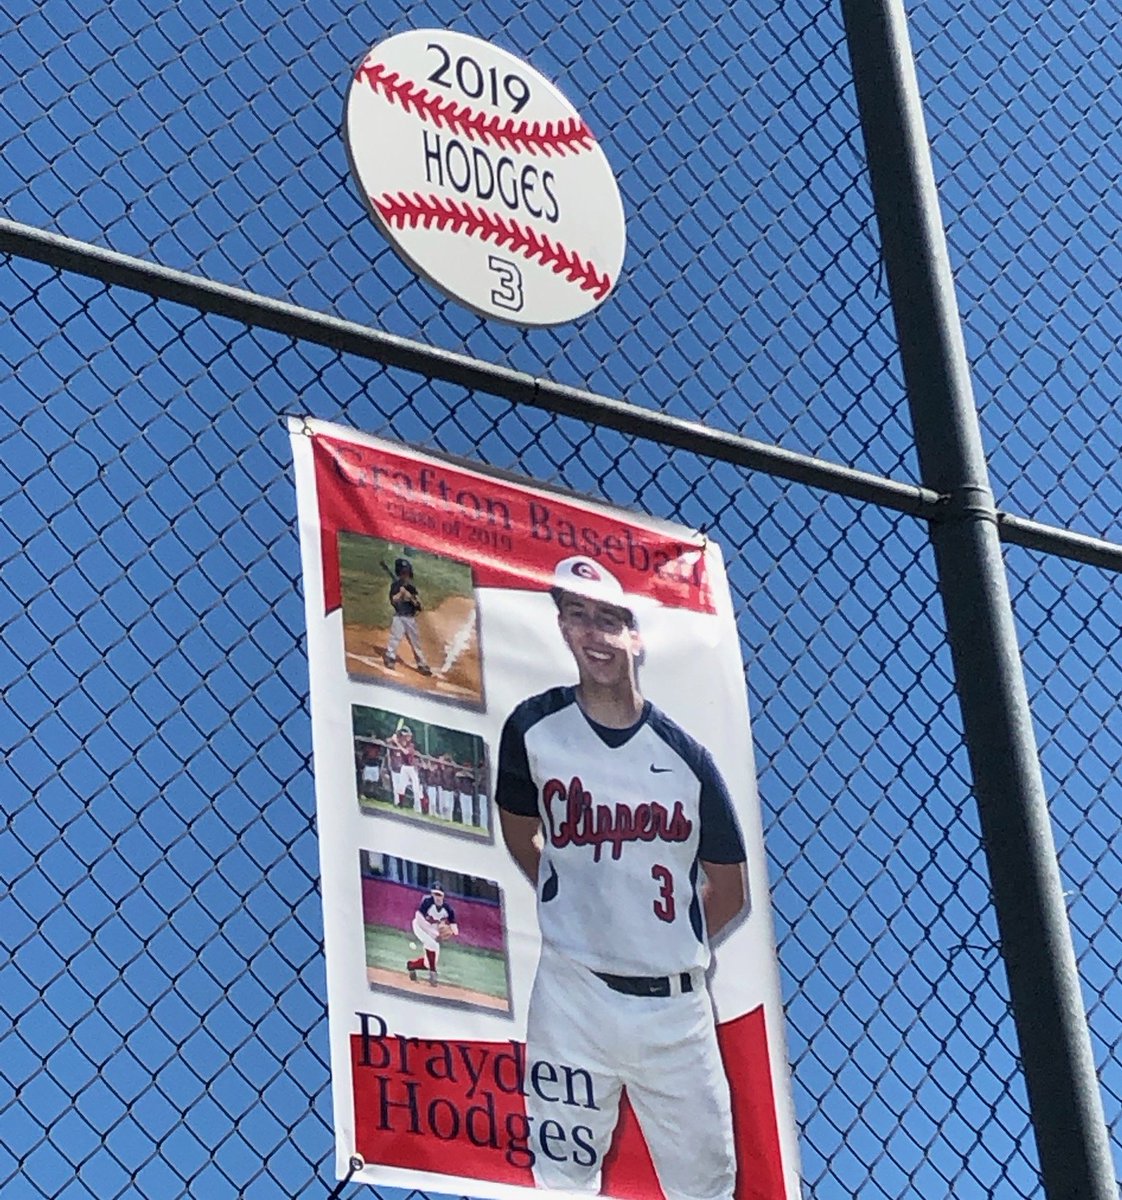 2019
HODGES
3
Grafton Baseball
Class of 2019
G
Clippers
3
Brayden
Hodges